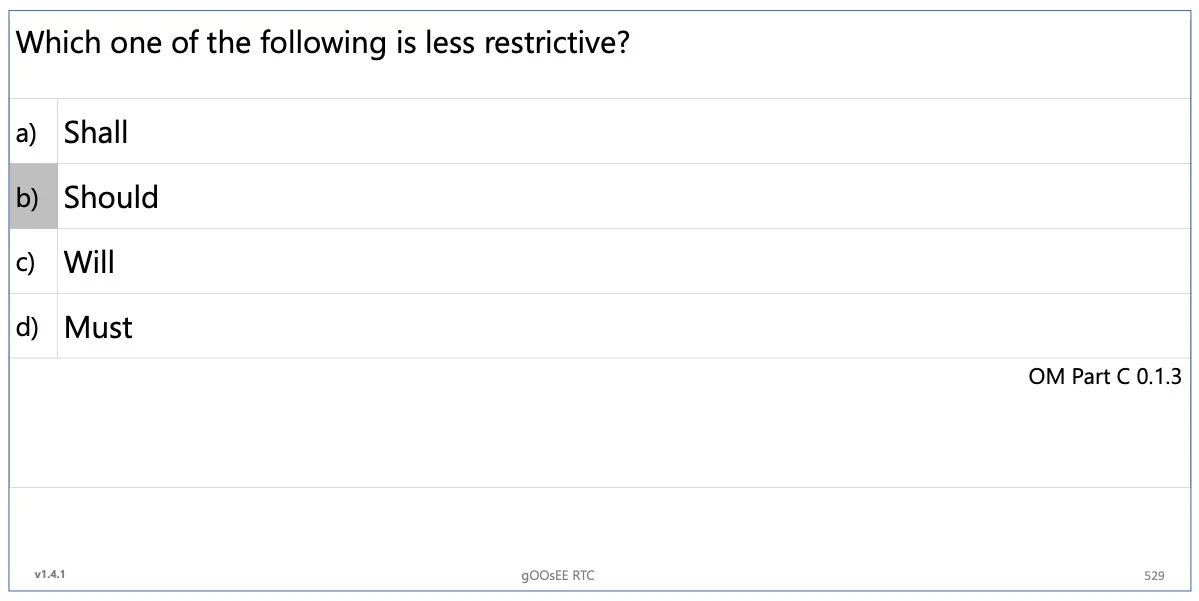 Which one of the following is less restrictive?
a) Shall
b) Should
c) Will
d) Must
OM Part C 0.1.3
v1.4.1 gOOsEE RTC 529